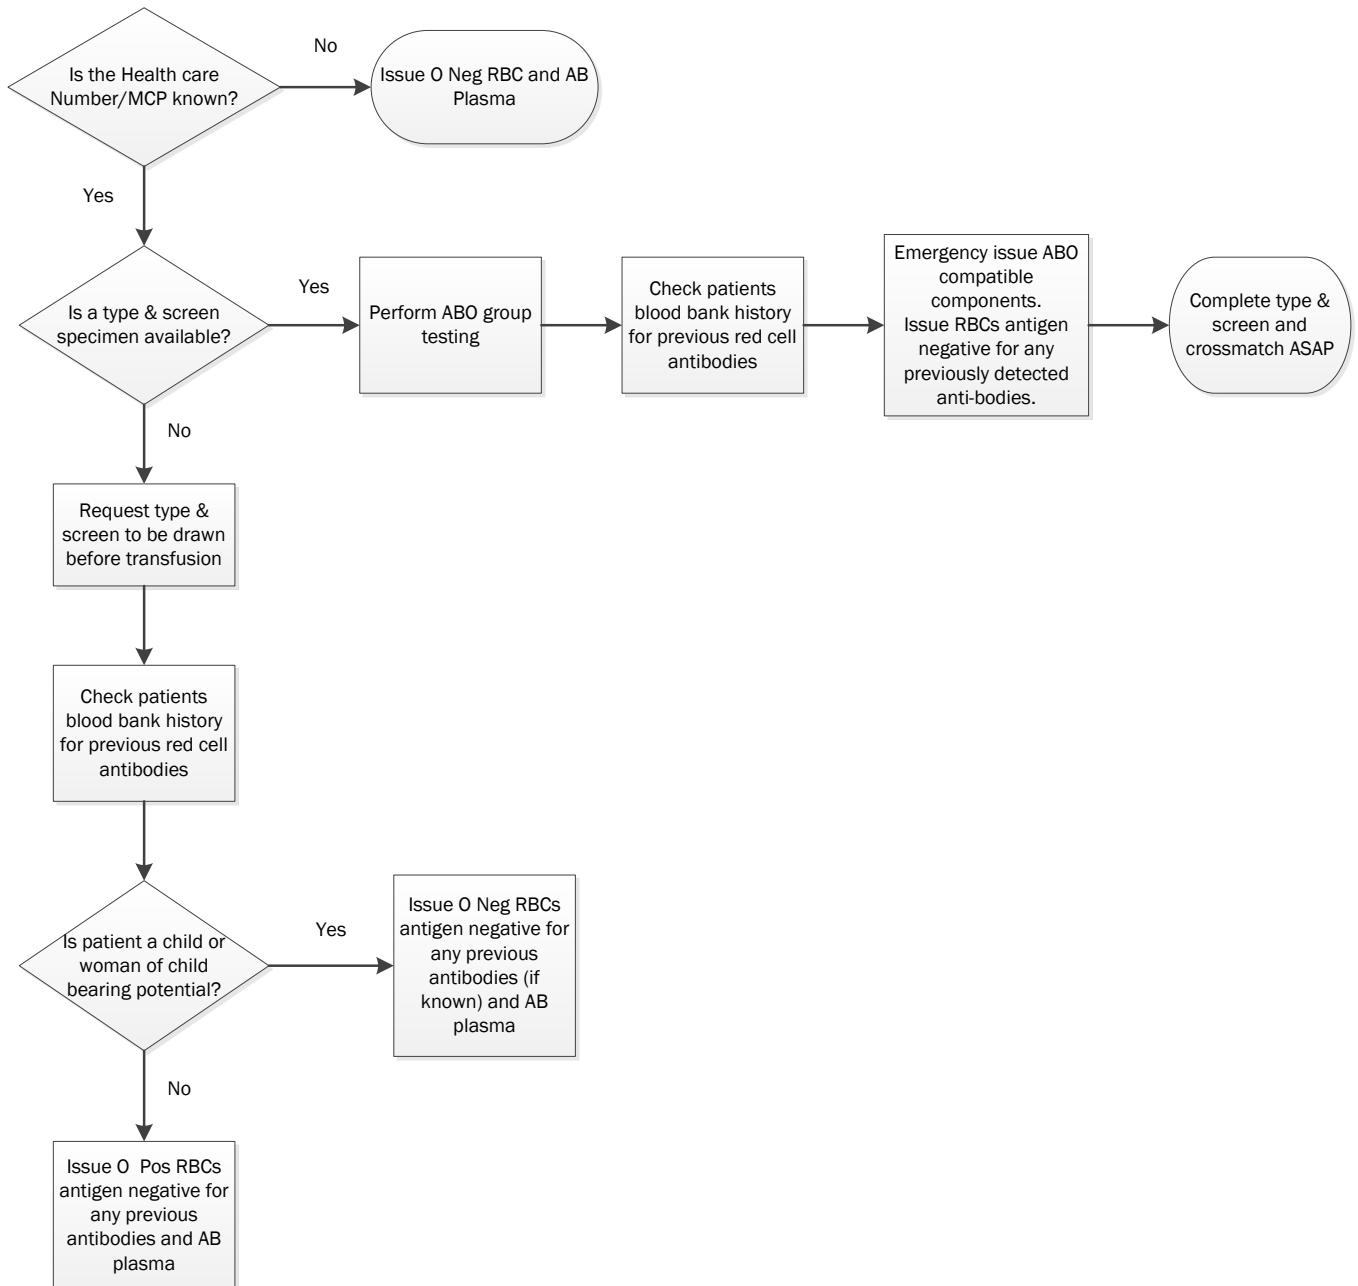 Is the Health care
Number/MCP known?
No
Issue O Neg RBC and AB
Plasma
Yes
Is a type & screen
specimen available?
Yes
Perform ABO group
testing
Check patients
blood bank history
for previous red cell
antibodies
Emergency issue ABO
compatible
components.
Issue RBCs antigen
negative for any
previously detected
anti-bodies.
Complete type &
screen and
crossmatch ASAP
No
Request type &
screen to be drawn
before transfusion
Check patients
blood bank history
for previous red cell
antibodies
Is patient a child or
woman of child
bearing potential?
Yes
Issue O Neg RBCs
antigen negative for
any previous
antibodies (if
known) and AB
plasma
No
Issue O  Pos RBCs
antigen negative for
any previous
antibodies and AB
plasma